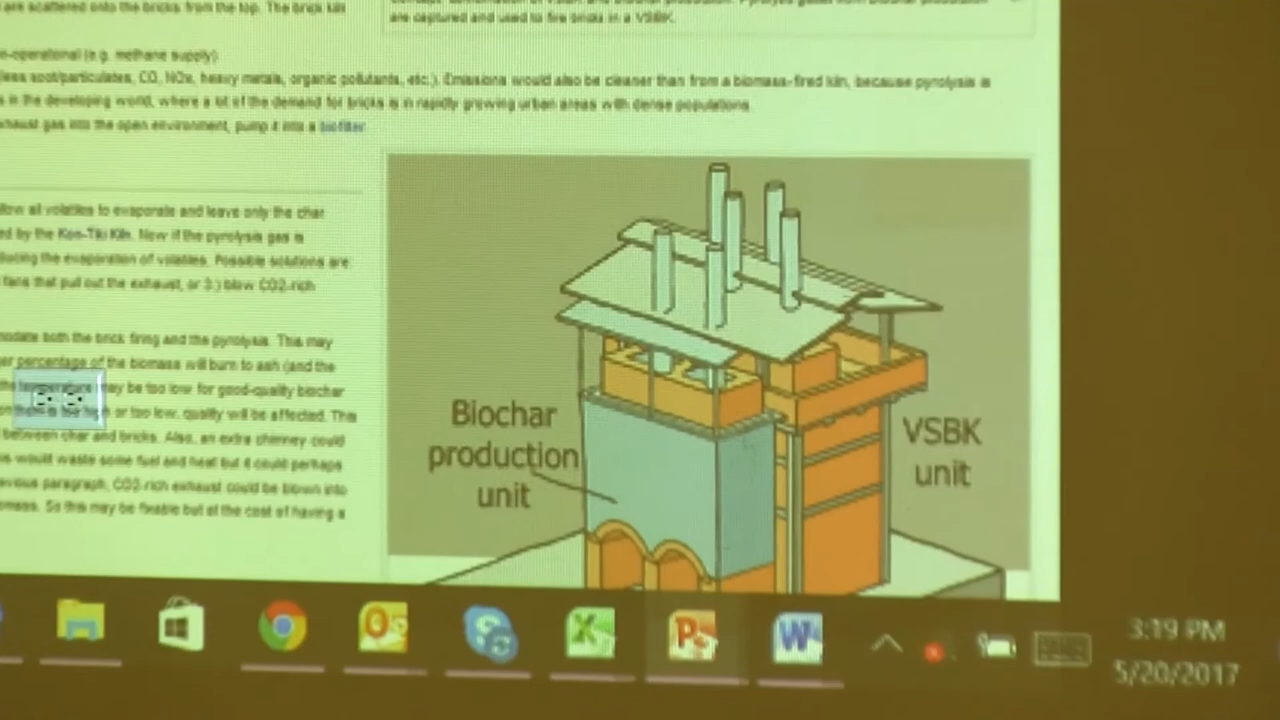 are scattered onto the bricks from the top. The brick kiln
are captured and used to fire bricks in a VSBK.
n-operational (e.g. methane supply)
less soot/particulates, CO, NOx, heavy metals, organic pollutants, etc.). Emissions would also be cleaner than from a biomass-fired kiln, because pyrolysis is
s in the developing world, where a lot of the demand for bricks is in rapidly growing urban areas with dense populations.
xhaust gas into the open environment, pump it into a biofilter
llow all volatiles to evaporate and leave only the char
ed by the Kon-Tiki Kiln. Now if the pyrolysis gas is
ducing the evaporation of volatiles. Possible solutions are:
fans that pull out the exhaust, or 3.) blow CO2-rich
modate both the brick firing and the pyrolysis. This may
er percentage of the biomass will burn to ash (and the
the temperature may be too low for good-quality biochar
is too high or too low, quality will be affected. This
between char and bricks. Also, an extra chimney could
is would waste some fuel and heat but it could perhaps
evious paragraph, CO2-rich exhaust could be blown into
omass. So this may be fixable but at the cost of having a
Biochar
production
unit
VSBK
unit
3:19 PM
5/20/2017